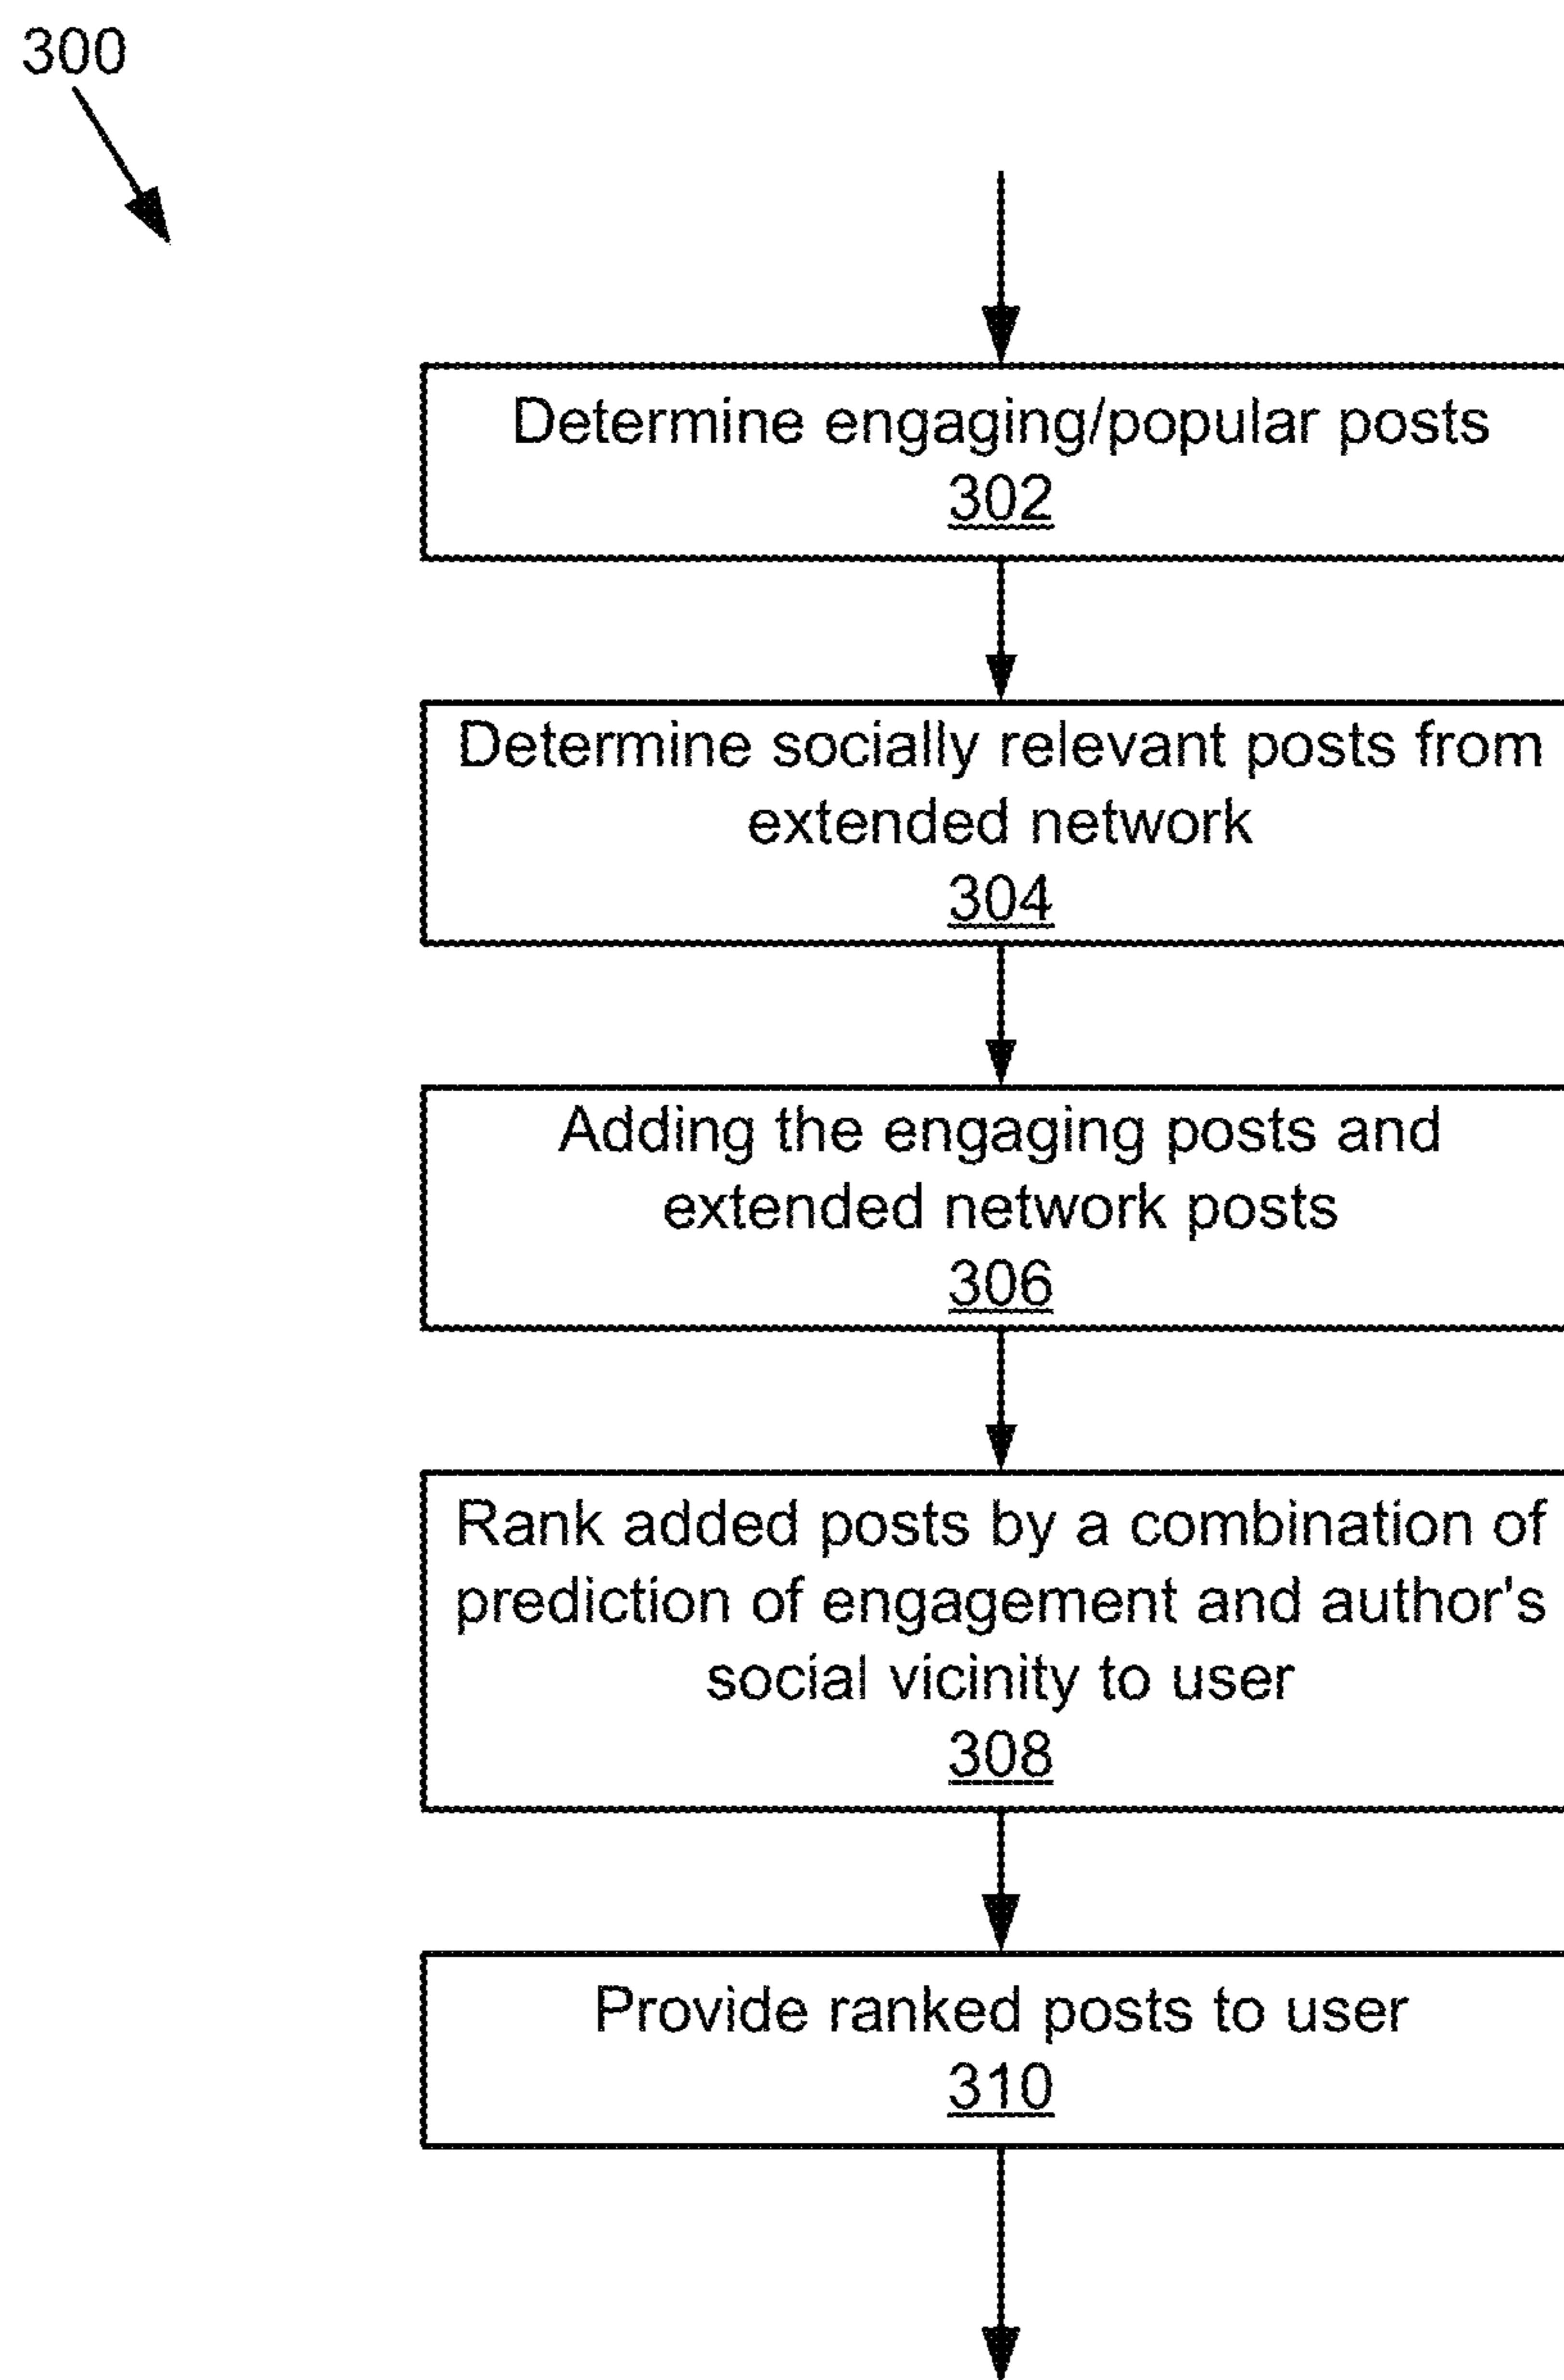 300
Determine engaging/popular posts
302
Determine socially relevant posts from
extended network
304
Adding the engaging posts and
extended network posts
306
Rank added posts by a combination of
prediction of engagement and author's
social vicinity to user
308
Provide ranked posts to user
310